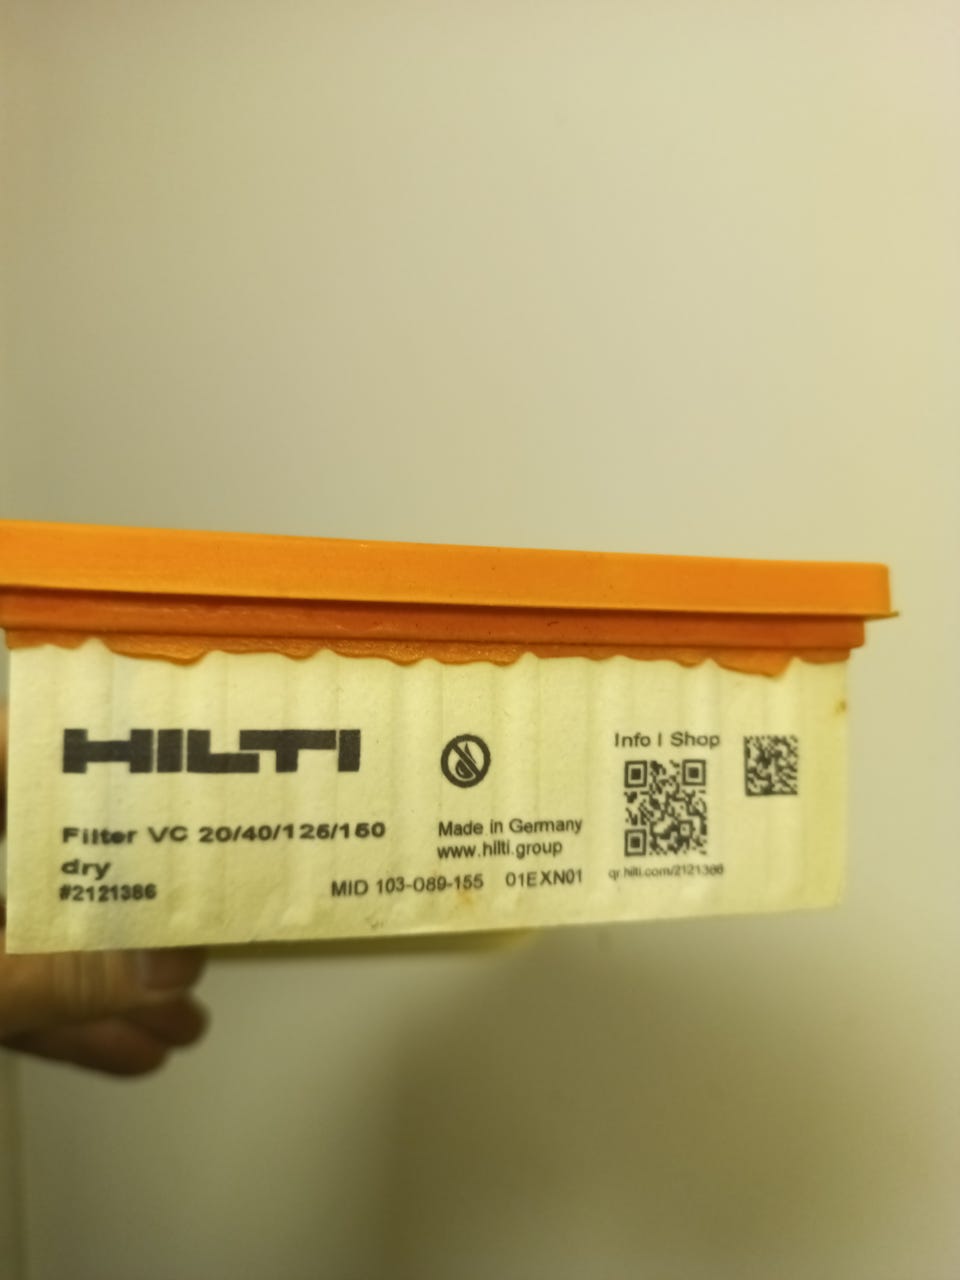 HILTI
Filter VC 20/40/125/150
dry
#2121386
Made in Germany
www.hilti.group
MID 103-089-155 01EXN01
Info | Shop
qr.hilti.com/2121386